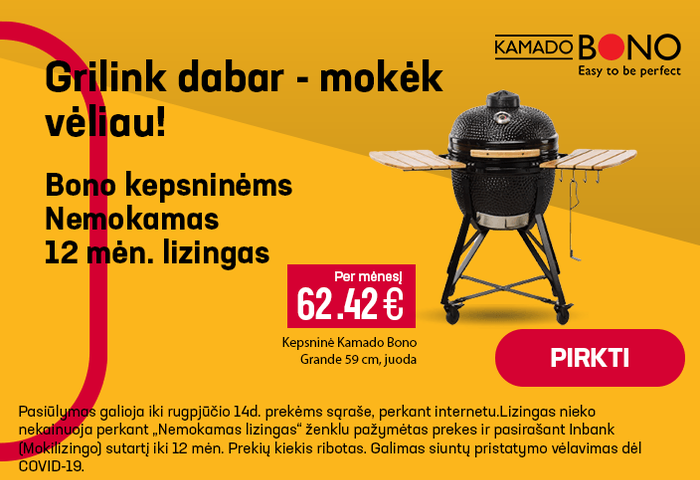 KAMADO BONO
Easy to be perfect
Grilink dabar - mokėk
vėliau!
Bono kepsninėms
Nemokamas
12 mėn. lizingas
Per mėnesį
62.42 €
Kepsninė Kamado Bono
Grande 59 cm, juoda
PIRKTI
Pasiūlymas galioja iki rugpjūčio 14d. prekėms sąraše, perkant internetu.Lizingas nieko
nekainuoja perkant „Nemokamas lizingas“ ženklu pažymėtas prekes ir pasirašant Inbank
(Mokilizingo) sutartį iki 12 mėn. Prekių kiekis ribotas. Galimas siuntų pristatymo vėlavimas dėl
COVID-19.